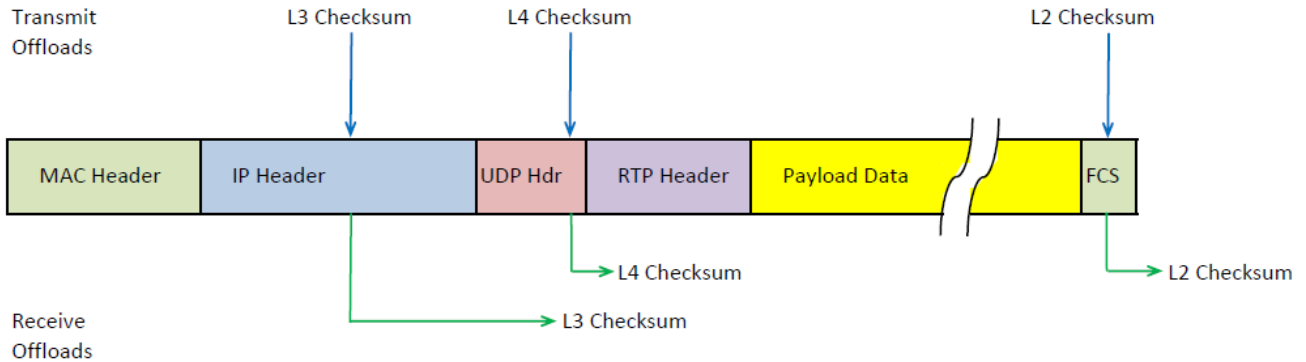 Transmit
Offloads
L3 Checksum
L4 Checksum
L2 Checksum
MAC Header
IP Header
UDP Hdr
RTP Header
Payload Data
FCS
L4 Checksum
L2 Checksum
L3 Checksum
Receive
Offloads